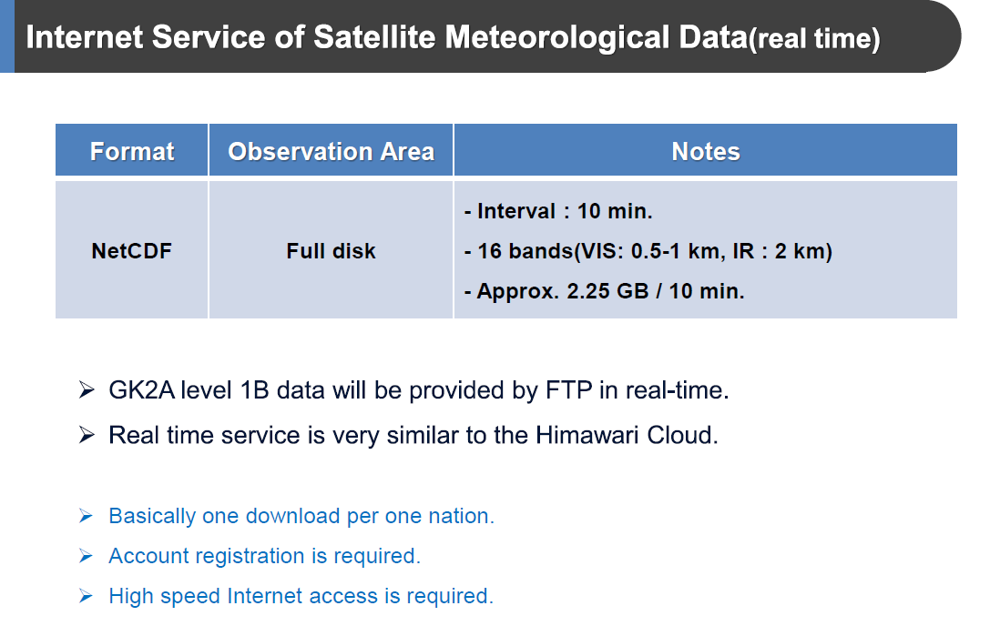 Internet Service of Satellite Meteorological Data(real time)
Format Observation Area Notes
- Interval : 10 min.
NetCDF Full disk - 16 bands(VIS: 0.5-1 km, IR : 2 km)
- Approx. 2.25 GB / 10 min.
➢ GK2A level 1B data will be provided by FTP in real-time.
➢ Real time service is very similar to the Himawari Cloud.
➢ Basically one download per one nation.
➢ Account registration is required.
➢ High speed Internet access is required.